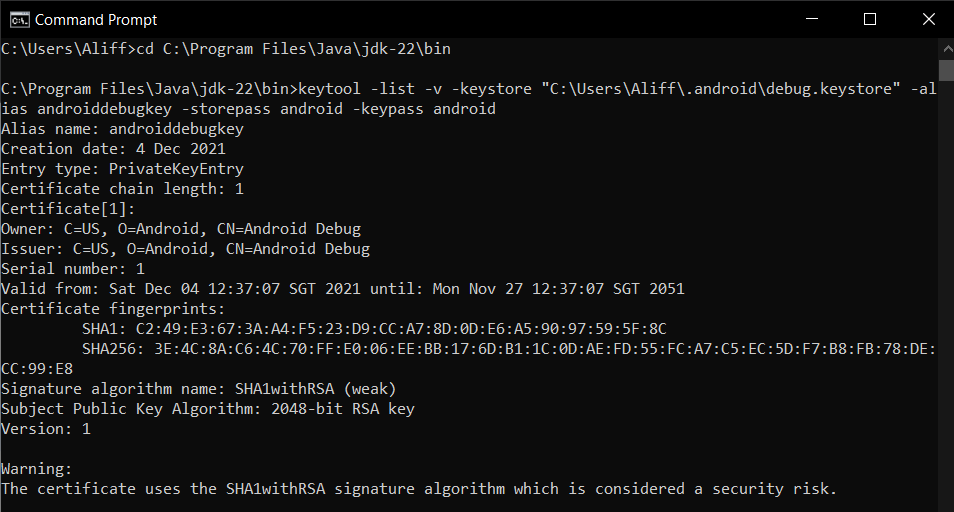 Command Prompt
C:\Users\Aliff>cd C:\Program Files\Java\jdk-22\bin
C:\Program Files\Java\jdk-22\bin>keytool -list -v -keystore "C:\Users\Aliff\.android\debug.keystore" -al
ias androiddebugkey -storepass android -keypass android
Alias name: androiddebugkey
Creation date: 4 Dec 2021
Entry type: PrivateKeyEntry
Certificate chain length: 1
Certificate[1]:
Owner: C=US, O=Android, CN=Android Debug
Issuer: C=US, O=Android, CN=Android Debug
Serial number: 1
Valid from: Sat Dec 04 12:37:07 SGT 2021 until: Mon Nov 27 12:37:07 SGT 2051
Certificate fingerprints:
SHA1: C2:49:E3:67:3A:A4:F5:23:D9:CC:A7:8D:0D:E6:A5:90:97:59:5F:8C
SHA256: 3E:4C:8A:C6:4C:70:FF:E0:06:EE:BB:17:6D:B1:1C:0D:AE:FD:55:FC:A7:C5:EC:5D:F7:B8:FB:78:DE:
CC:99:E8
Signature algorithm name: SHA1withRSA (weak)
Subject Public Key Algorithm: 2048-bit RSA key
Version: 1
Warning:
The certificate uses the SHA1withRSA signature algorithm which is considered a security risk.